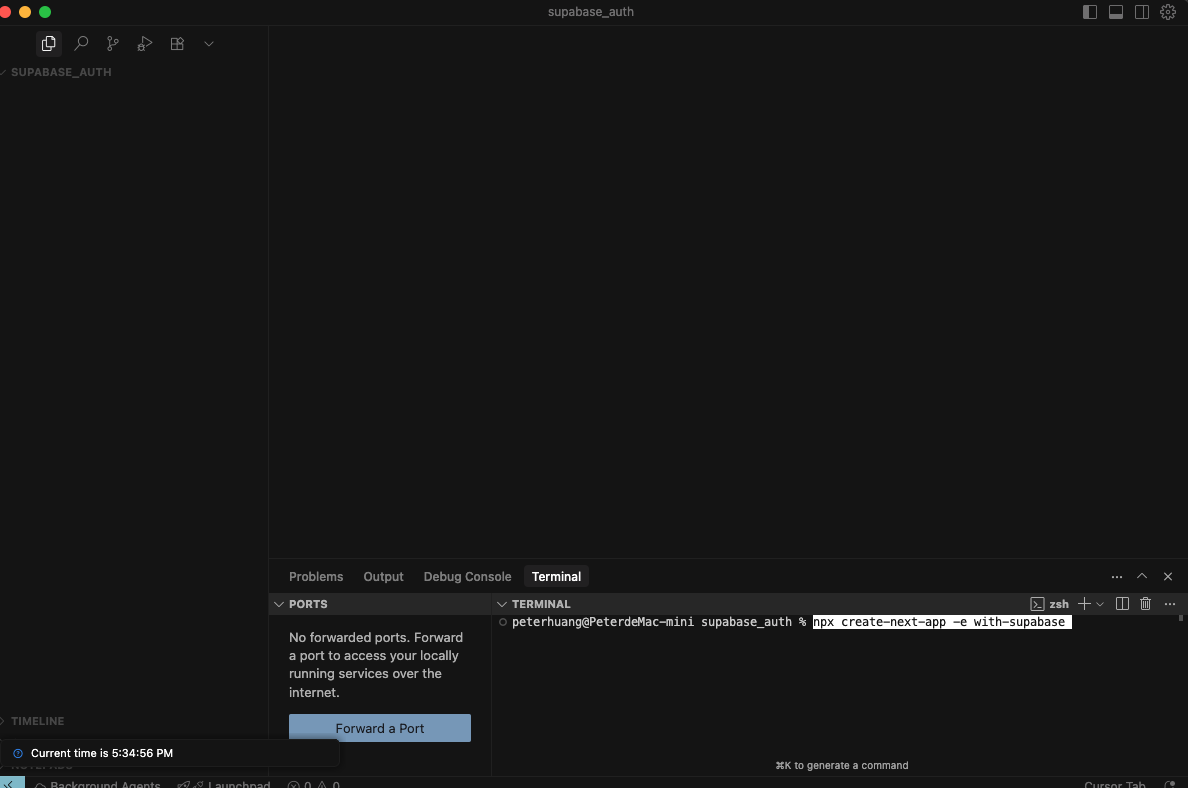 supabase_auth
SUPABASE_AUTH
Problems Output Debug Console Terminal
PORTS
No forwarded ports. Forward
a port to access your locally
running services over the
internet.
Forward a Port
TERMINAL
zsh
peterhuang@PeterdeMac-mini supabase_auth % npx create-next-app -e with-supabase
⌘K to generate a command
TIMELINE
Current time is 5:34:56 PM
Background Agents Launchpad 0 0 Cursor Tab